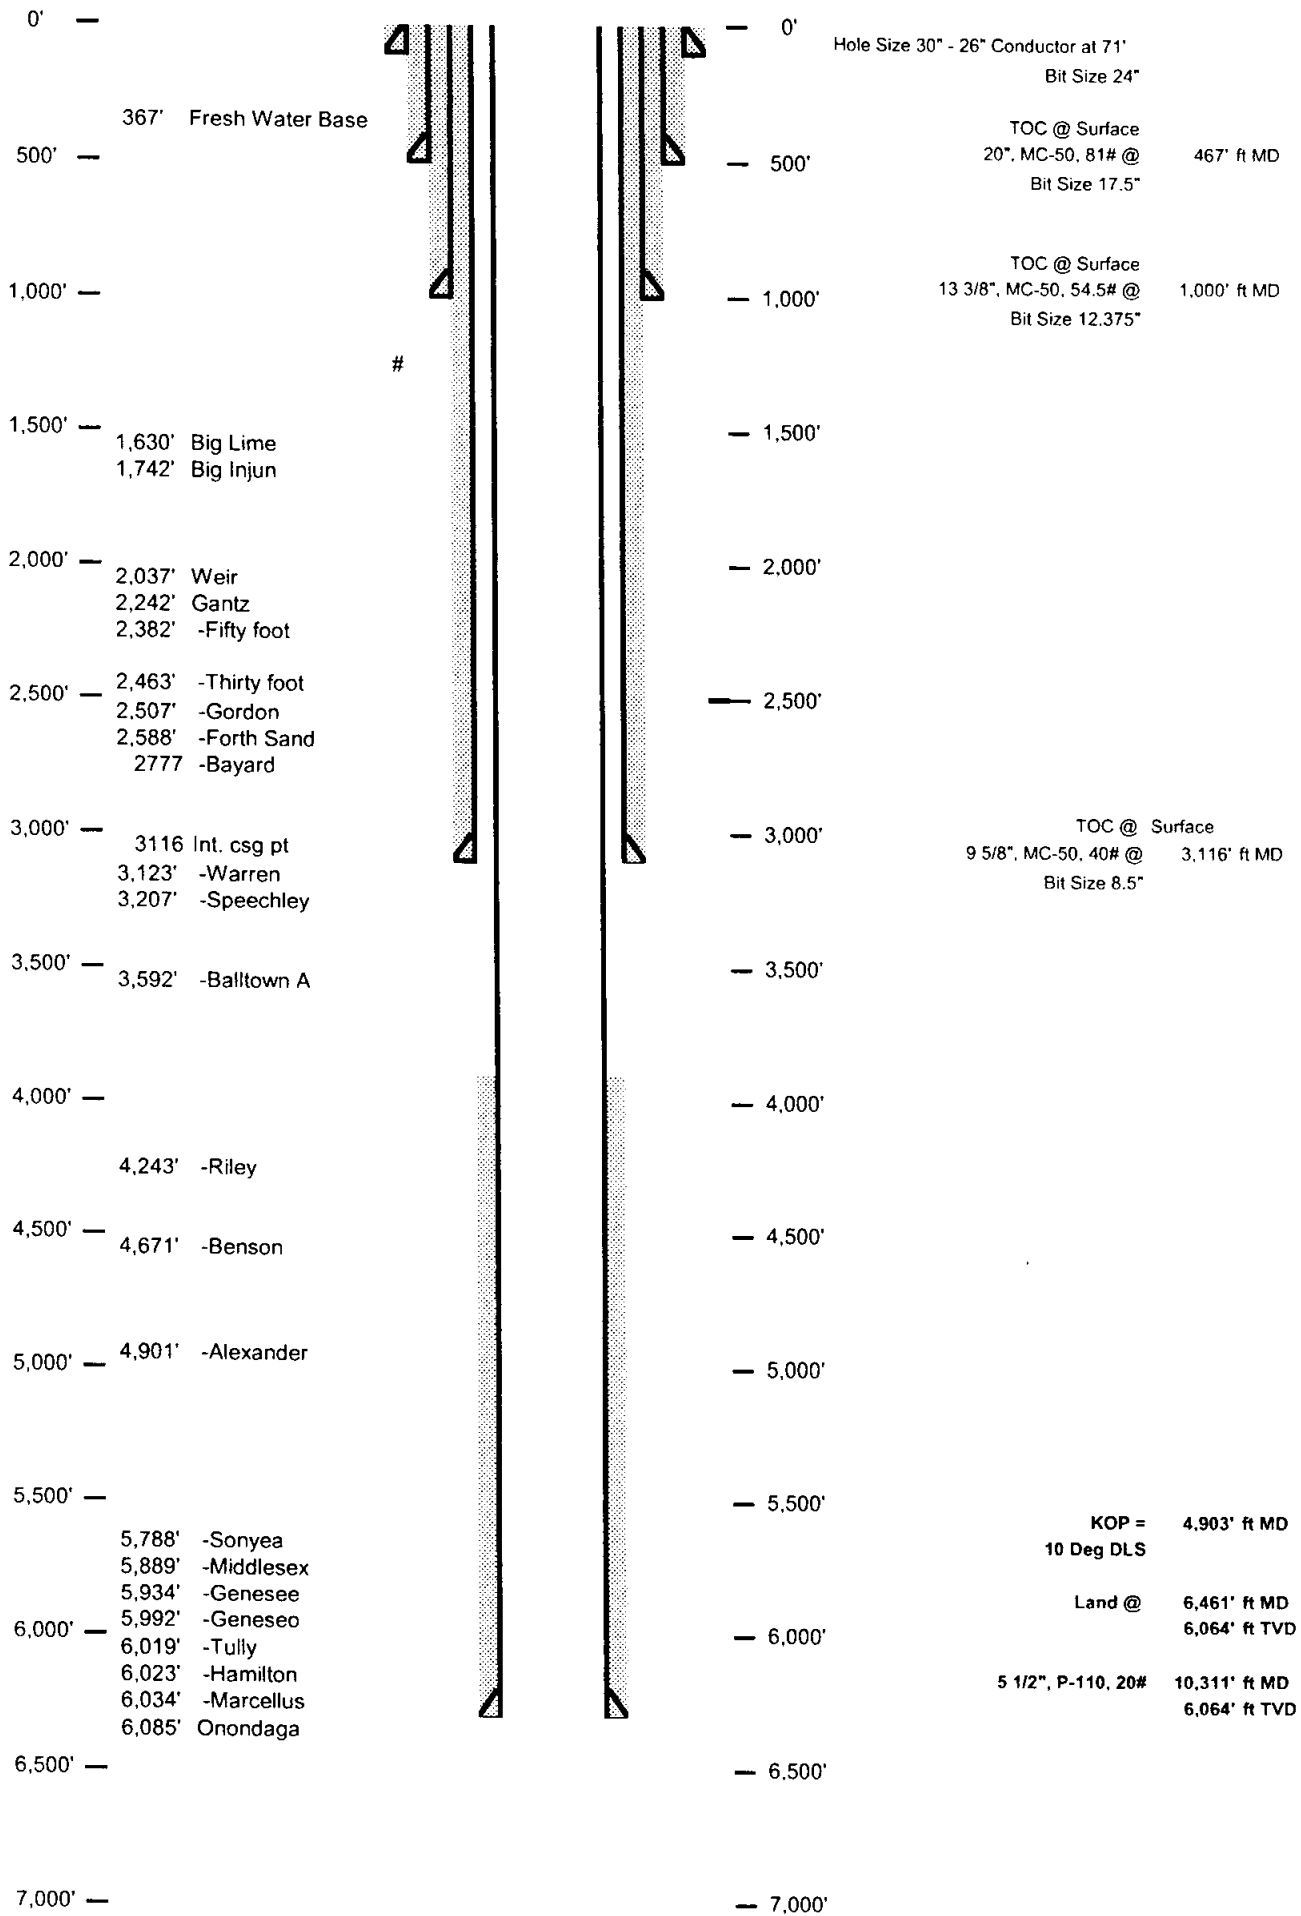 0' 0'
Hole Size 30" - 26" Conductor at 71'
Bit Size 24"
367' Fresh Water Base
TOC @ Surface
500' 500' 20", MC-50, 81# @ 467' ft MD
Bit Size 17.5"
TOC @ Surface
1,000' 1,000' 13 3/8", MC-50, 54.5# @ 1,000' ft MD
Bit Size 12.375"
#
1,500' 1,500'
1,630' Big Lime
1,742' Big Injun
2,000' 2,000'
2,037' Weir
2,242' Gantz
2,382' -Fifty foot
2,463' -Thirty foot
2,500' 2,500'
2,507' -Gordon
2,588' -Forth Sand
2777 -Bayard
TOC @ Surface
3,000' 3,000'
3116 Int. csg pt 9 5/8", MC-50, 40# @ 3,116' ft MD
3,123' -Warren Bit Size 8.5"
3,207' -Speechley
3,500' 3,500'
3,592' -Balltown A
4,000' 4,000'
4,243' -Riley
4,500' 4,500'
4,671' -Benson
4,901' -Alexander
5,000' 5,000'
5,500' 5,500'
KOP = 4,903' ft MD
5,788' -Sonyea 10 Deg DLS
5,889' -Middlesex
5,934' -Genesee Land @ 6,461' ft MD
5,992' -Geneseo 6,064' ft TVD
6,000' 6,000'
6,019' -Tully
6,023' -Hamilton 5 1/2", P-110, 20# 10,311' ft MD
6,034' -Marcellus 6,064' ft TVD
6,085' Onondaga
6,500' 6,500'
7,000' 7,000'